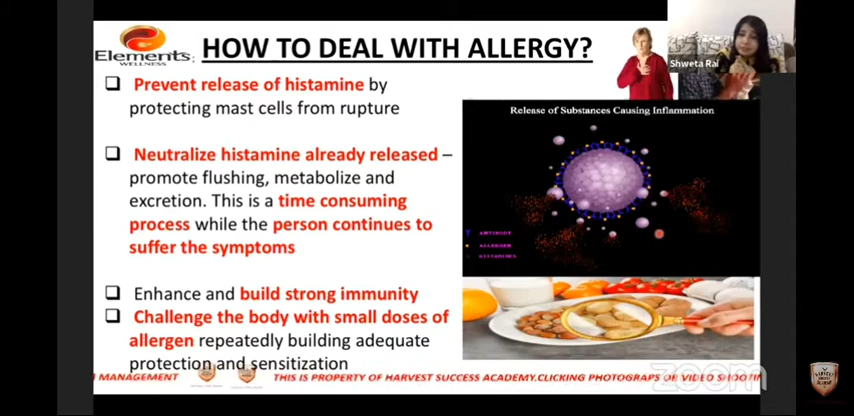 Elements
WELLNESS
HOW TO DEAL WITH ALLERGY?
Shweta Rai
Prevent release of histamine by
protecting mast cells from rupture
Release of Substances Causing Inflammation
Neutralize histamine already released –
promote flushing, metabolize and
excretion. This is a time consuming
process while the person continues to
suffer the symptoms
ANTIBODY
ALLERGEN
Enhance and build strong immunity
Challenge the body with small doses of
allergen repeatedly building adequate
protection and sensitization
MANAGEMENT
THIS IS PROPERTY OF HARVEST SUCCESS ACADEMY.CLICKING PHOTOGRAPS OR VIDEO SHOOTIN
zoom